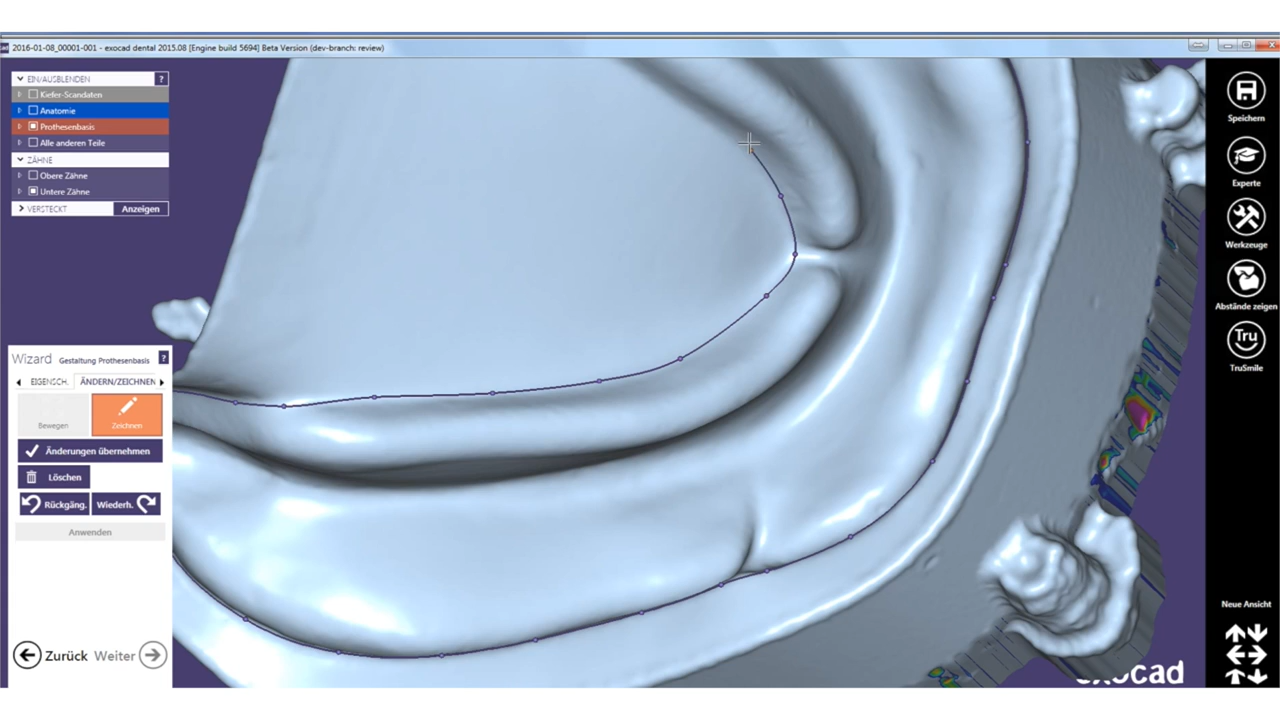 2016-01-08_00001-001 - exocad dental 2015.08 [Engine build 5694] Beta Version (dev-branch: review)
EIN/AUSBLENDEN ?
Kiefer-Scandaten
Anatomie
Prothesenbasis
Alle anderen Teile
ZÄHNE
Obere Zähne
Untere Zähne
VERSTECKT Anzeigen
Speichern
Experte
Werkzeuge
Abstände zeigen
Tru
TruSmile
Wizard Gestaltung Prothesenbasis ?
EIGENSCH. ÄNDERN/ZEICHNEN
Bewegen Zeichnen
Änderungen übernehmen
Löschen
Rückgäng. Wiederh.
Anwenden
Zurück Weiter
Neue Ansicht
exocad